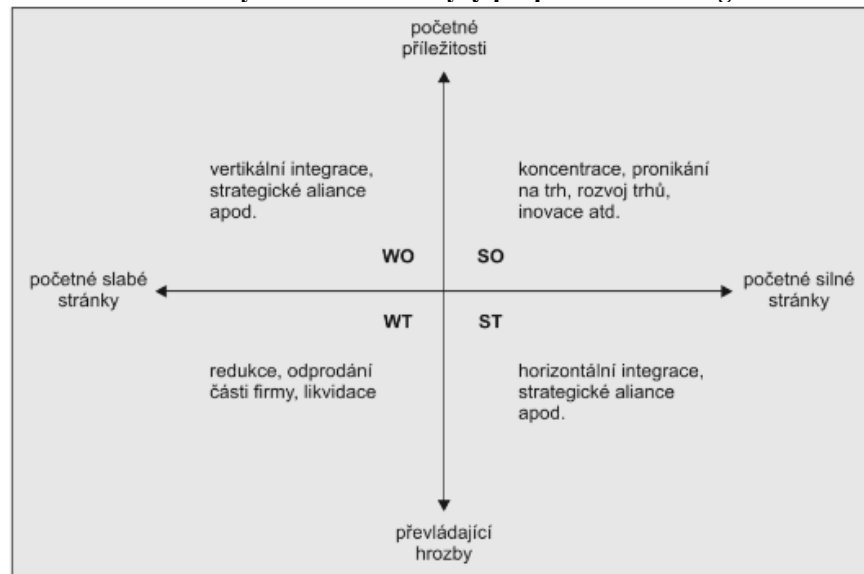 početné
příležitosti
vertikální integrace,
strategické aliance
apod.
koncentrace, pronikání
na trh, rozvoj trhů,
inovace atd.
WO
SO
početné slabé
stránky
početné silné
stránky
WT
ST
redukce, odprodání
části firmy, likvidace
horizontální integrace,
strategické aliance
apod.
převládající
hrozby